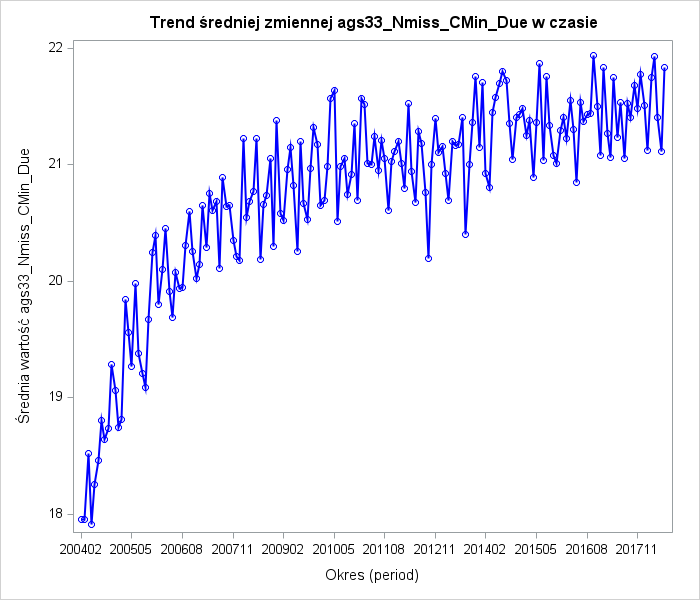 Trend średniej zmiennej ags33_Nmiss_CMin_Due w czasie
Średnia wartość ags33_Nmiss_CMin_Due
22
21
20
19
18
200402 200505 200608 200711 200902 201005 201108 201211 201402 201505 201608 201711
Okres (period)